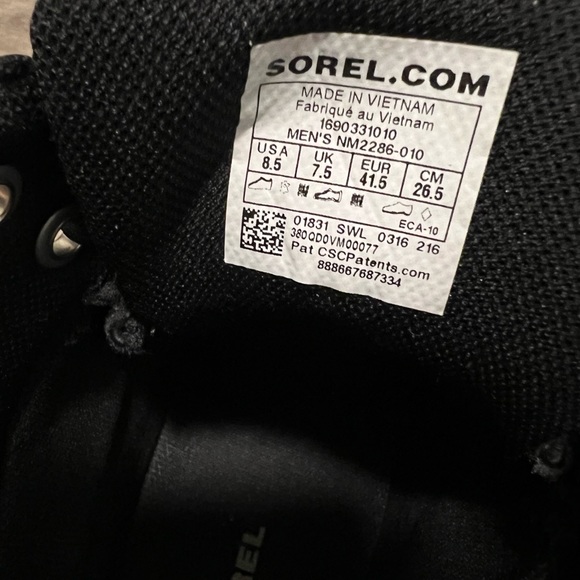 SOREL.COM
MADE IN VIETNAM
Fabriqué au Vietnam
1690331010
MEN'S NM2286-010
USA UK EUR CM
8.5 7.5 41.5 26.5
ECA-10
01831 SWL 0316 216
380QD0VM00077
Pat CSCPatents.com
888667687334
REL